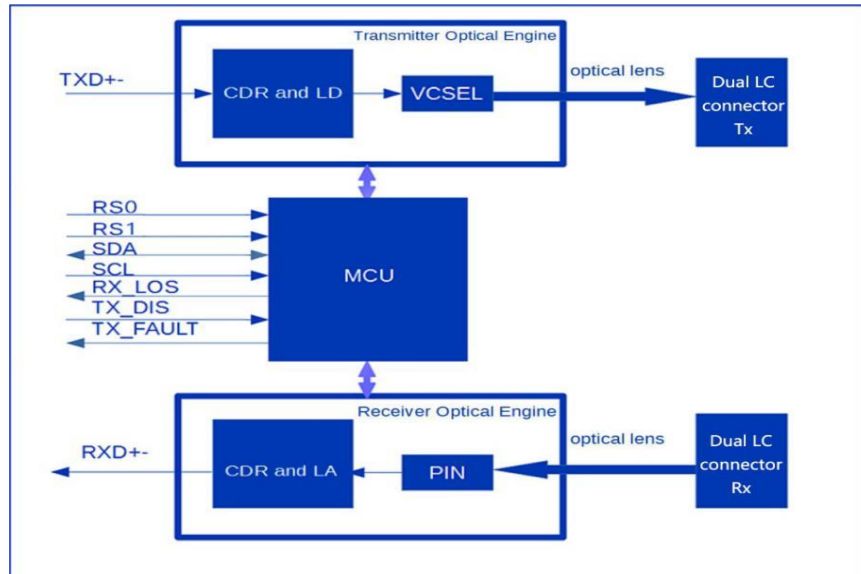 Transmitter Optical Engine
TXD+-
CDR and LD
VCSEL
optical lens
Dual LC
connector
Tx
RS0
RS1
SDA
SCL
RX_LOS
TX_DIS
TX_FAULT
MCU
Receiver Optical Engine
RXD+-
CDR and LA
PIN
optical lens
Dual LC
connector
Rx